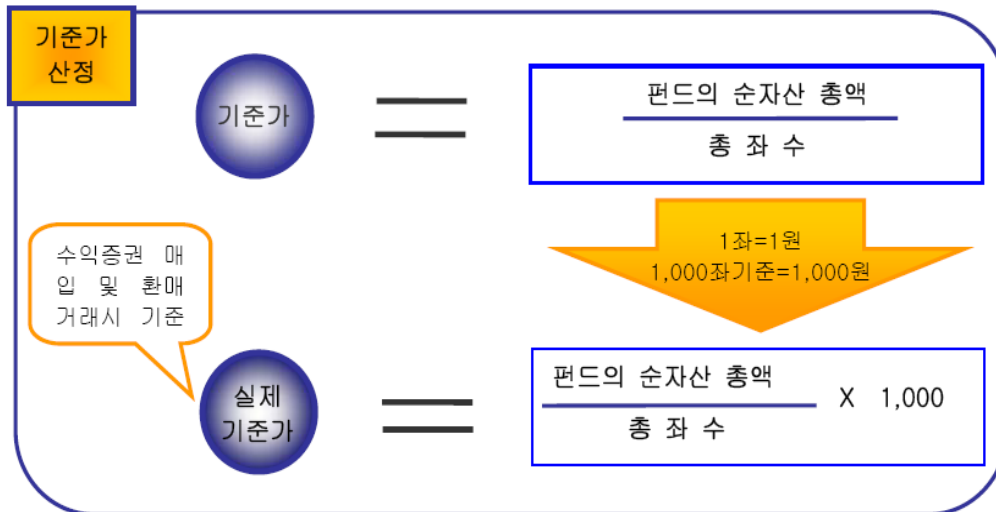 기준가
산정
기준가
펀드의 순자산 총액
총 좌 수
1좌=1원
1,000좌기준=1,000원
수익증권 매
입 및 환매
거래시 기준
실제
기준가
펀드의 순자산 총액
총 좌 수
X 1,000